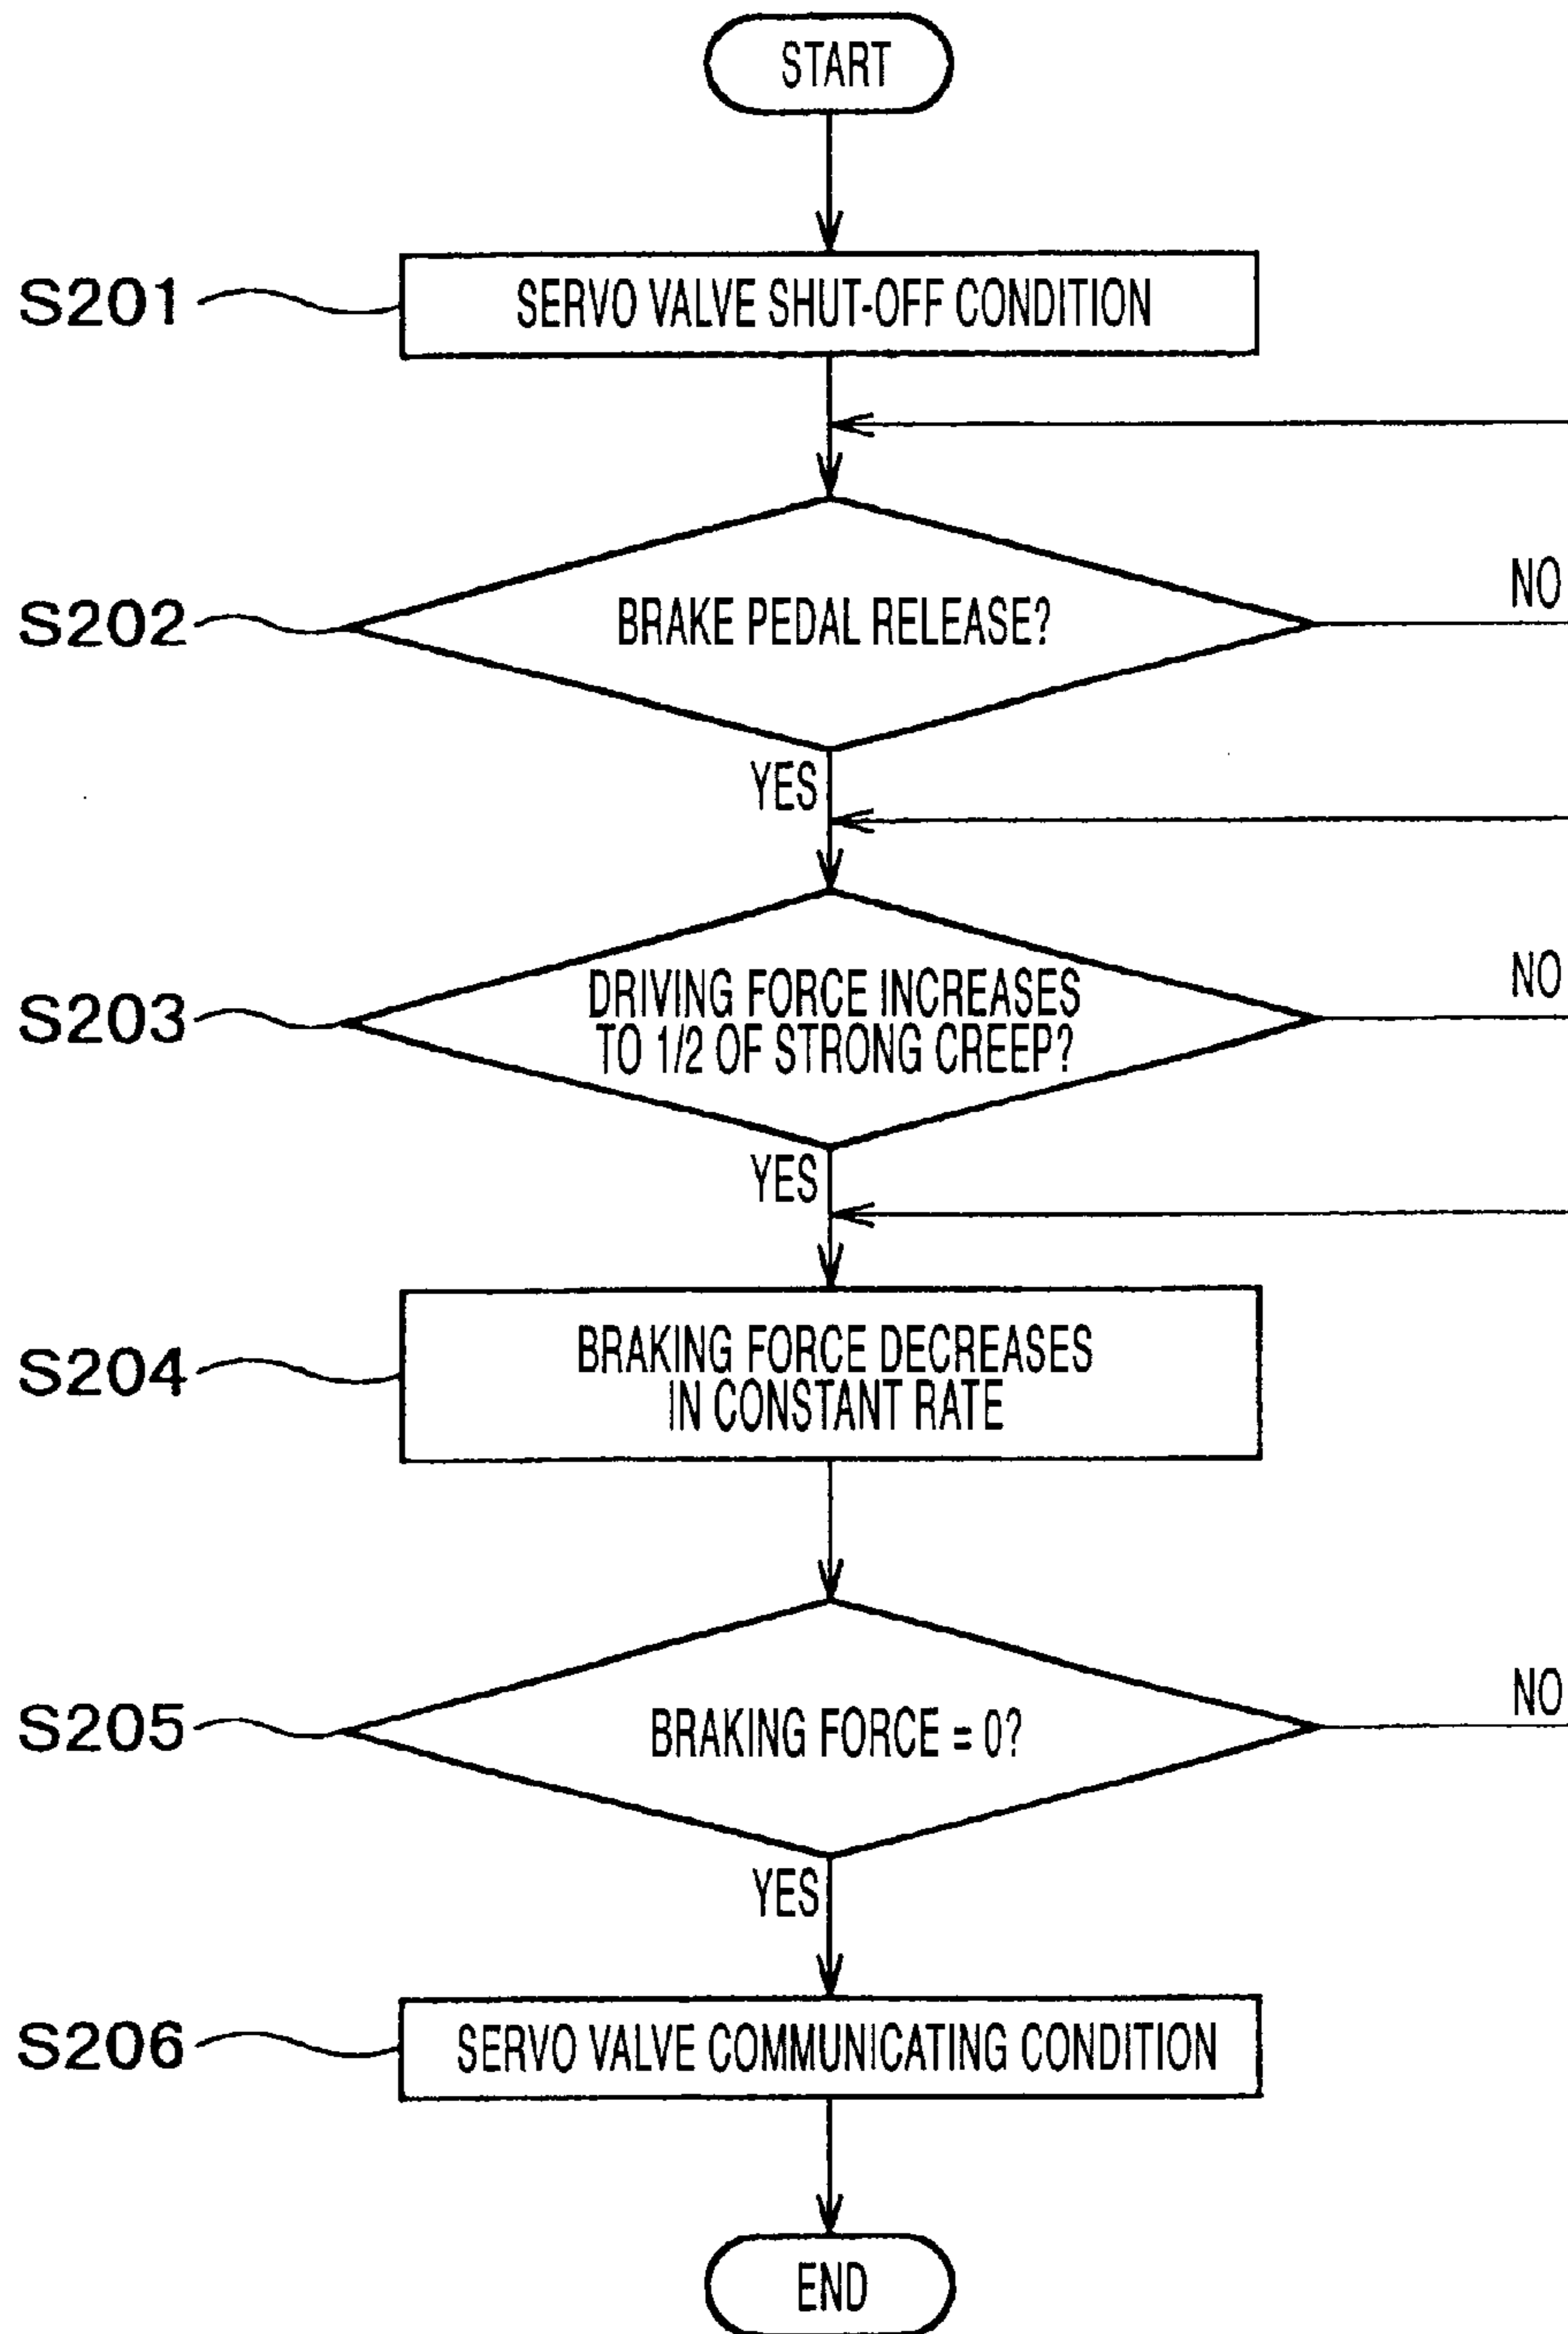 START
S201
SERVO VALVE SHUT-OFF CONDITION
S202
BRAKE PEDAL RELEASE?
NO
YES
S203
DRIVING FORCE INCREASES
TO 1/2 OF STRONG CREEP?
NO
YES
S204
BRAKING FORCE DECREASES
IN CONSTANT RATE
S205
BRAKING FORCE = 0?
NO
YES
S206
SERVO VALVE COMMUNICATING CONDITION
END